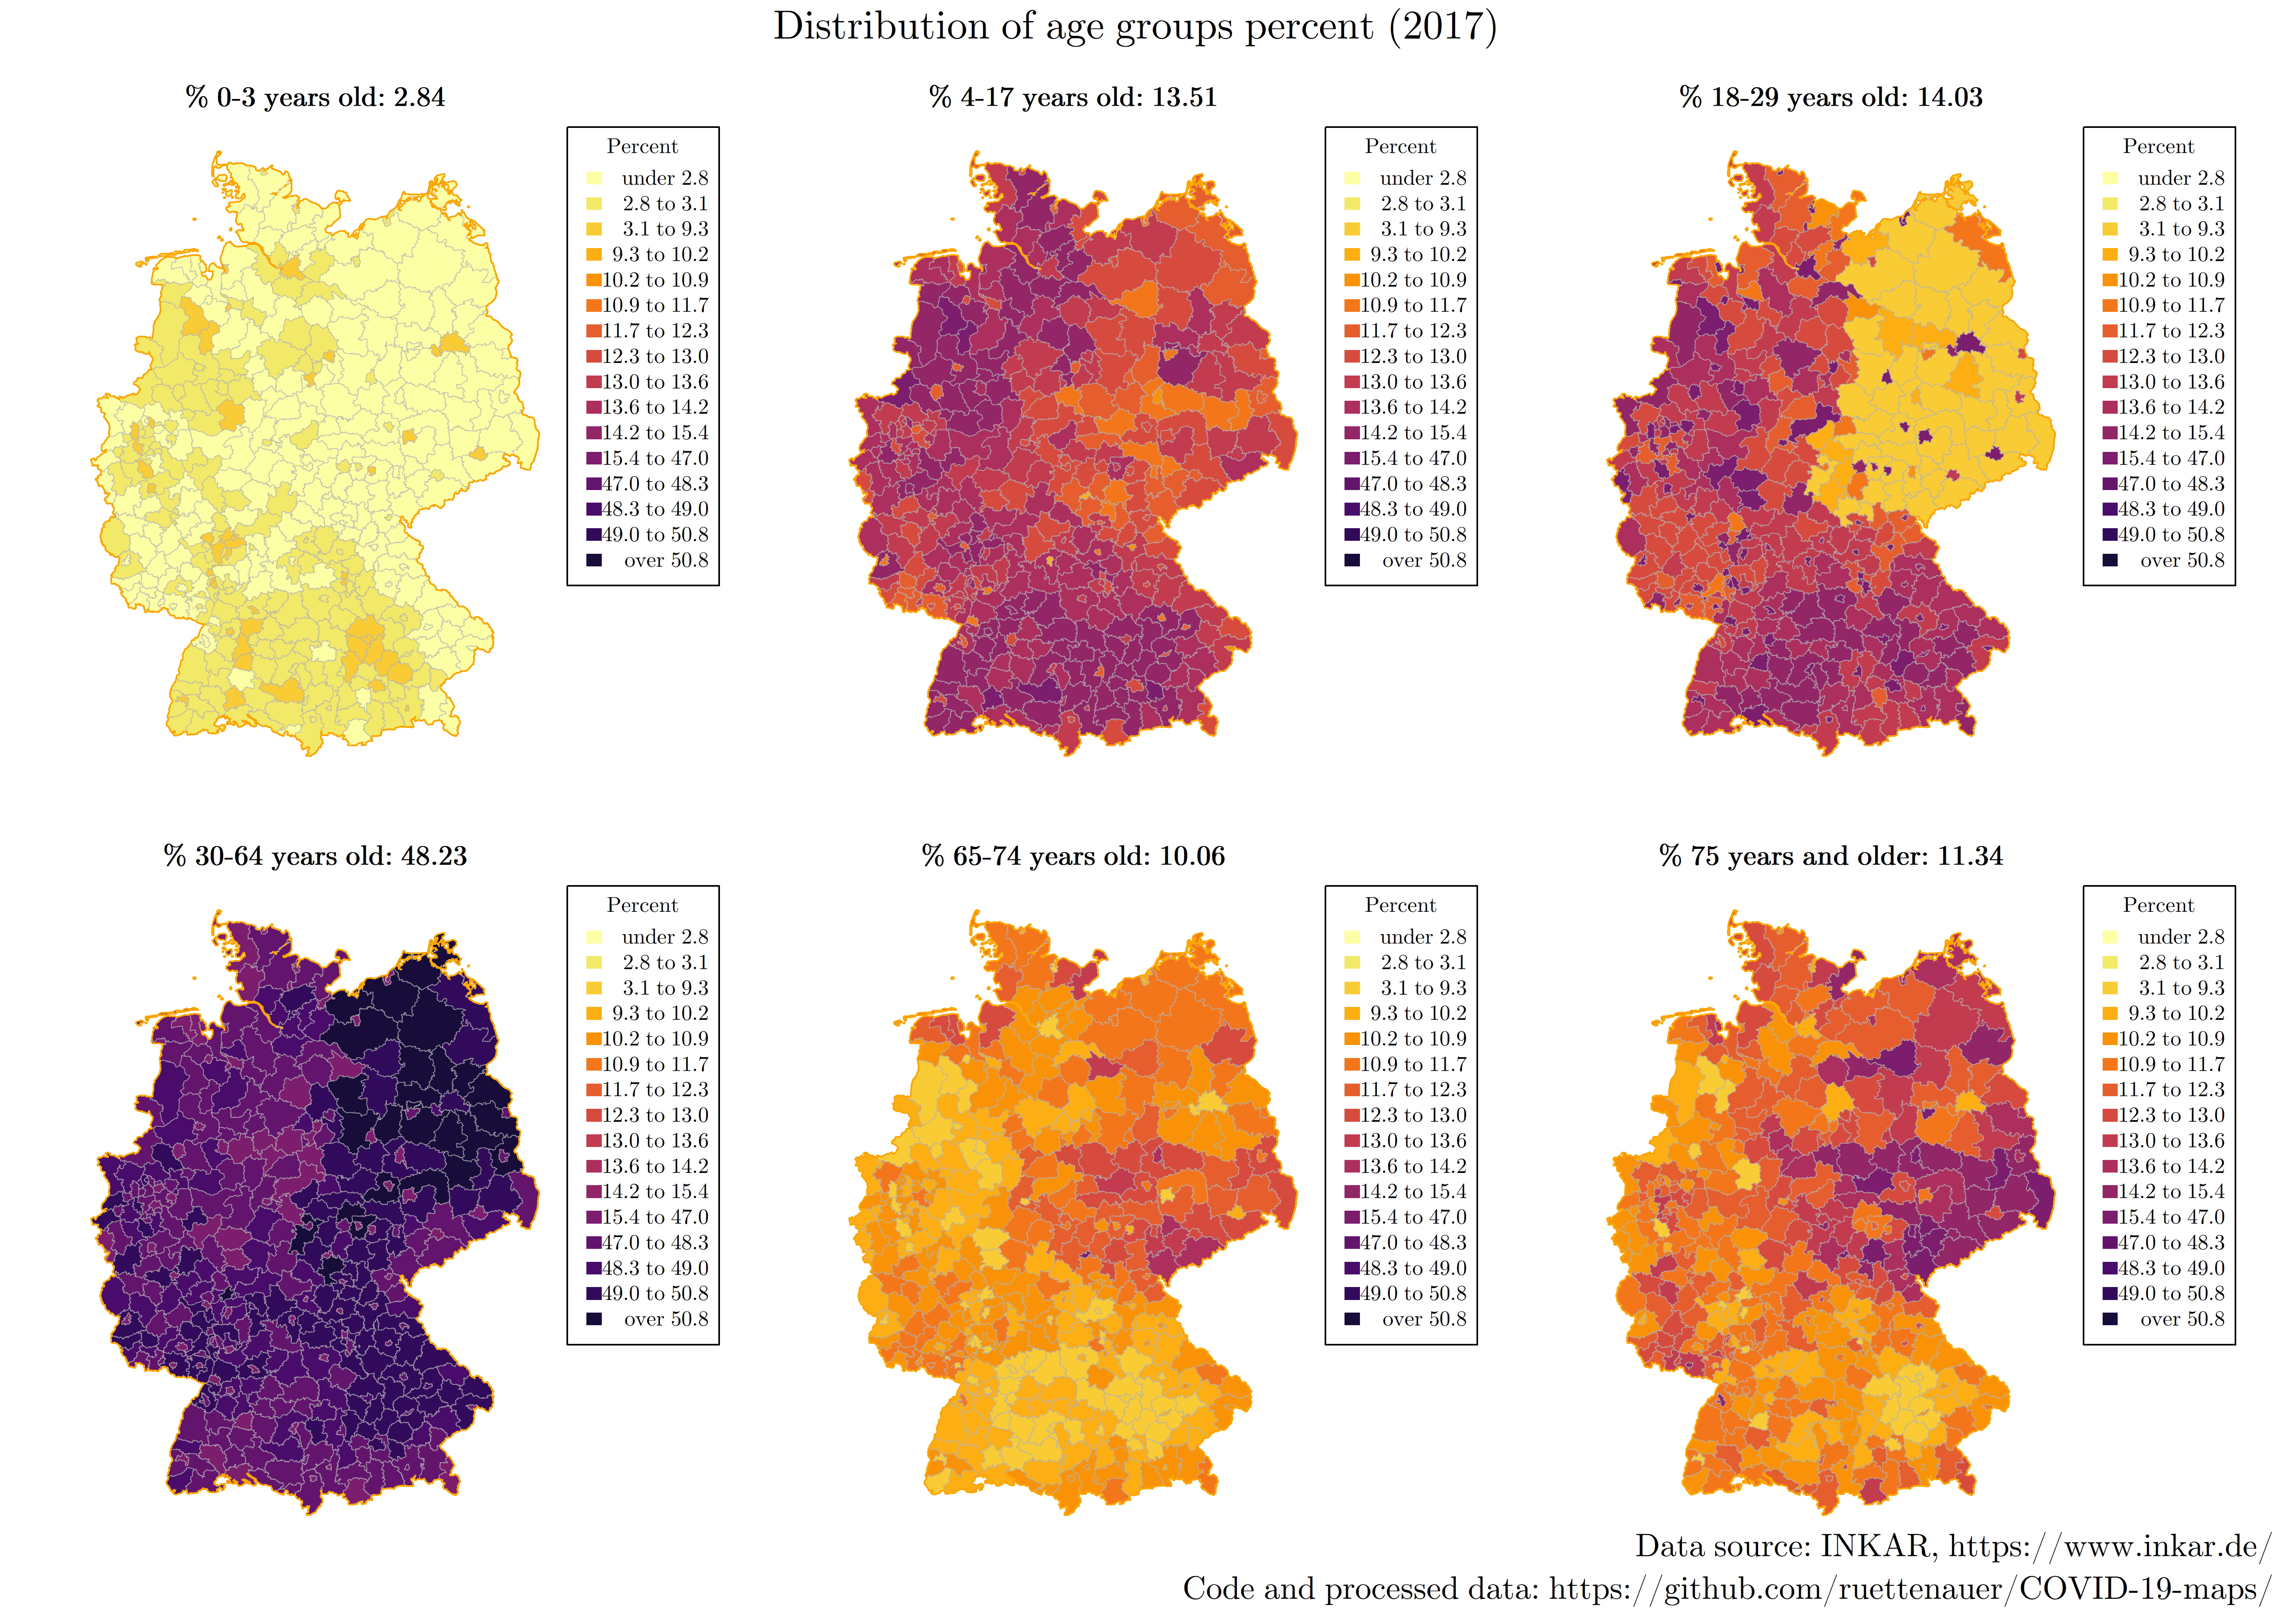 Distribution of age groups percent (2017)
% 0-3 years old: 2.84
Percent
under 2.8
2.8 to 3.1
3.1 to 9.3
9.3 to 10.2
10.2 to 10.9
10.9 to 11.7
11.7 to 12.3
12.3 to 13.0
13.0 to 13.6
13.6 to 14.2
14.2 to 15.4
15.4 to 47.0
47.0 to 48.3
48.3 to 49.0
49.0 to 50.8
over 50.8
% 4-17 years old: 13.51
Percent
under 2.8
2.8 to 3.1
3.1 to 9.3
9.3 to 10.2
10.2 to 10.9
10.9 to 11.7
11.7 to 12.3
12.3 to 13.0
13.0 to 13.6
13.6 to 14.2
14.2 to 15.4
15.4 to 47.0
47.0 to 48.3
48.3 to 49.0
49.0 to 50.8
over 50.8
% 18-29 years old: 14.03
Percent
under 2.8
2.8 to 3.1
3.1 to 9.3
9.3 to 10.2
10.2 to 10.9
10.9 to 11.7
11.7 to 12.3
12.3 to 13.0
13.0 to 13.6
13.6 to 14.2
14.2 to 15.4
15.4 to 47.0
47.0 to 48.3
48.3 to 49.0
49.0 to 50.8
over 50.8
% 30-64 years old: 48.23
Percent
under 2.8
2.8 to 3.1
3.1 to 9.3
9.3 to 10.2
10.2 to 10.9
10.9 to 11.7
11.7 to 12.3
12.3 to 13.0
13.0 to 13.6
13.6 to 14.2
14.2 to 15.4
15.4 to 47.0
47.0 to 48.3
48.3 to 49.0
49.0 to 50.8
over 50.8
% 65-74 years old: 10.06
Percent
under 2.8
2.8 to 3.1
3.1 to 9.3
9.3 to 10.2
10.2 to 10.9
10.9 to 11.7
11.7 to 12.3
12.3 to 13.0
13.0 to 13.6
13.6 to 14.2
14.2 to 15.4
15.4 to 47.0
47.0 to 48.3
48.3 to 49.0
49.0 to 50.8
over 50.8
% 75 years and older: 11.34
Percent
under 2.8
2.8 to 3.1
3.1 to 9.3
9.3 to 10.2
10.2 to 10.9
10.9 to 11.7
11.7 to 12.3
12.3 to 13.0
13.0 to 13.6
13.6 to 14.2
14.2 to 15.4
15.4 to 47.0
47.0 to 48.3
48.3 to 49.0
49.0 to 50.8
over 50.8
Data source: INKAR, https://www.inkar.de/
Code and processed data: https://github.com/ruettenauer/COVID-19-maps/